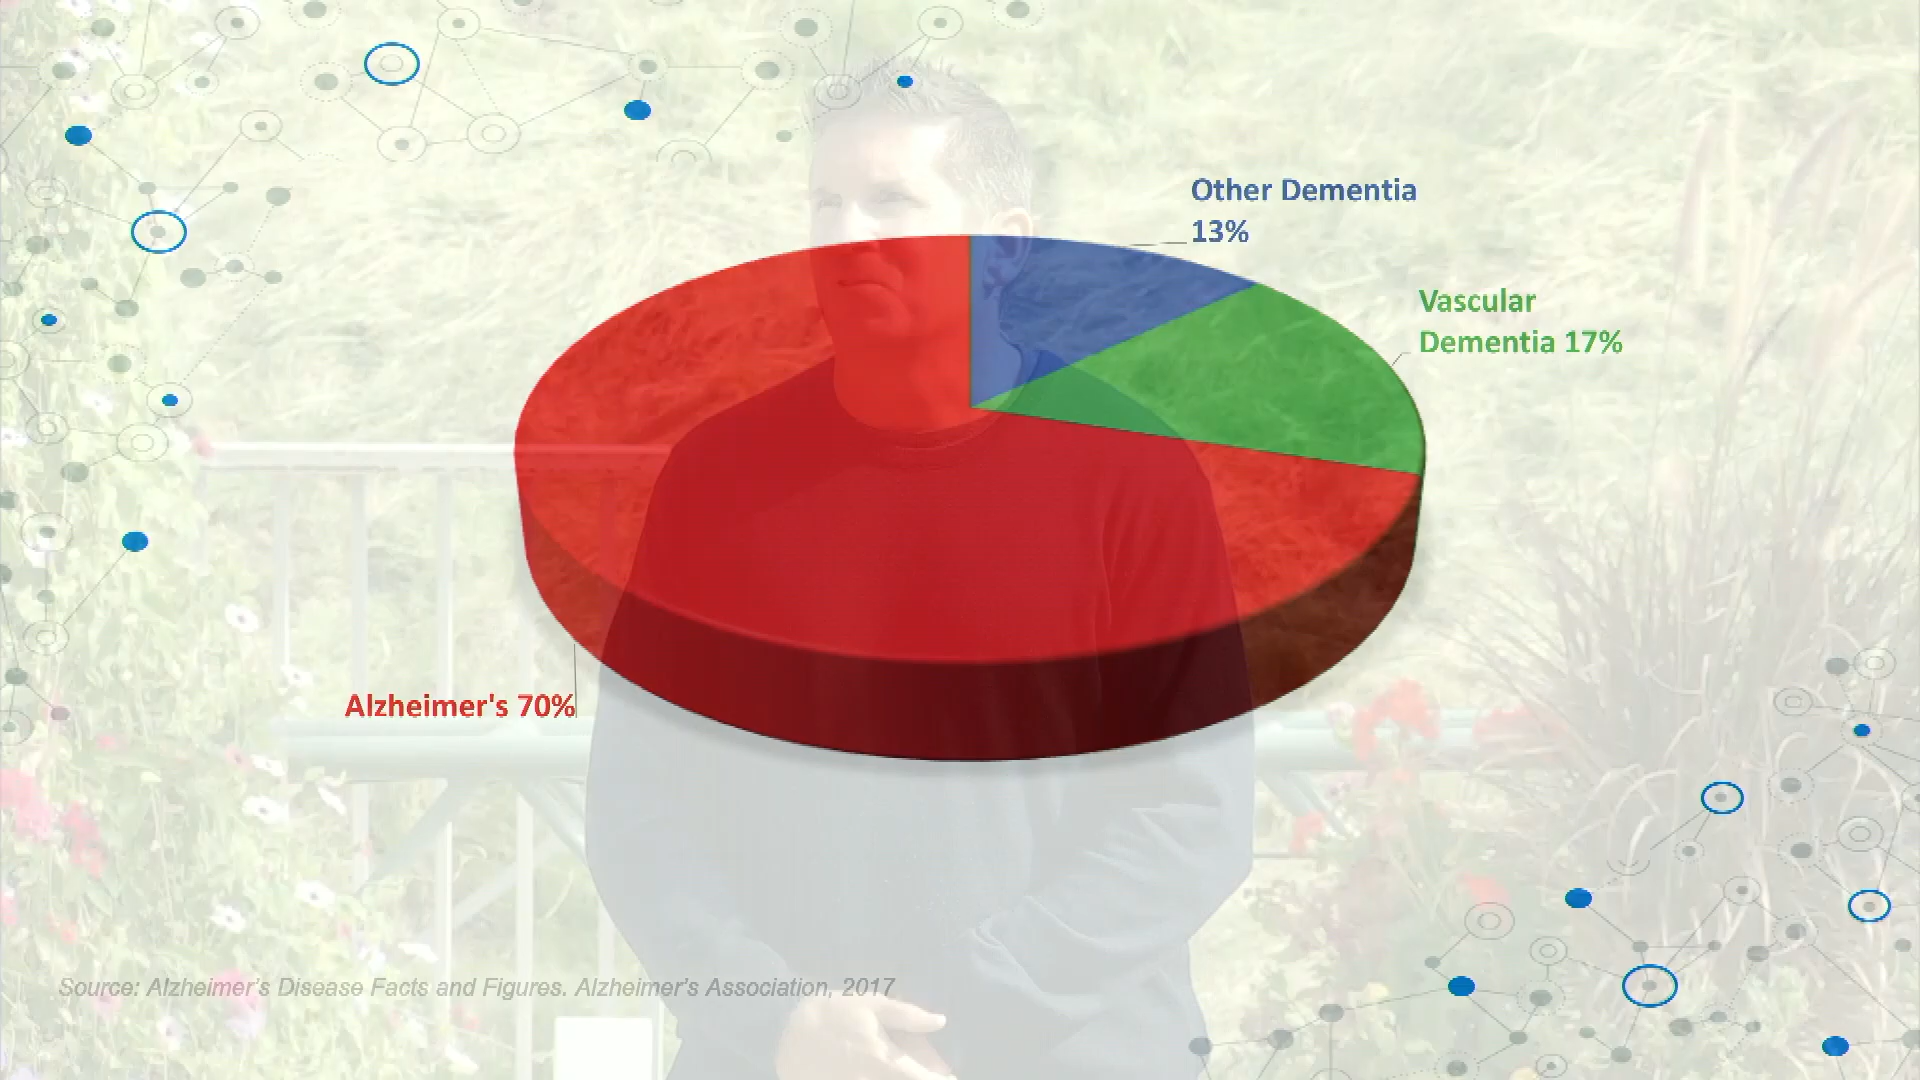 Other Dementia
13%
Vascular
Dementia 17%
Alzheimer's 70%
Source: Alzheimer's Disease Facts and Figures. Alzheimer's Association, 2017